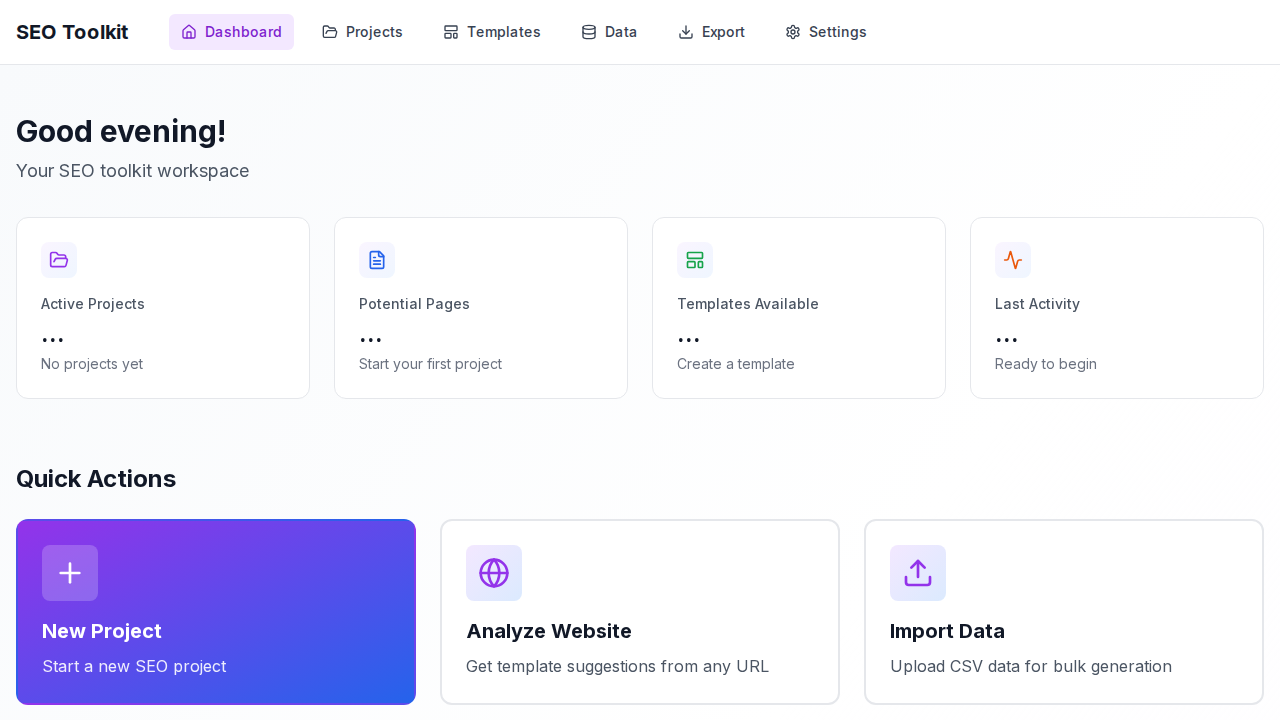 SEO Toolkit
Dashboard
Projects
Templates
Data
Export
Settings
Good evening!
Your SEO toolkit workspace
Active Projects
...
No projects yet
Potential Pages
...
Start your first project
Templates Available
...
Create a template
Last Activity
...
Ready to begin
Quick Actions
New Project
Start a new SEO project
Analyze Website
Get template suggestions from any URL
Import Data
Upload CSV data for bulk generation